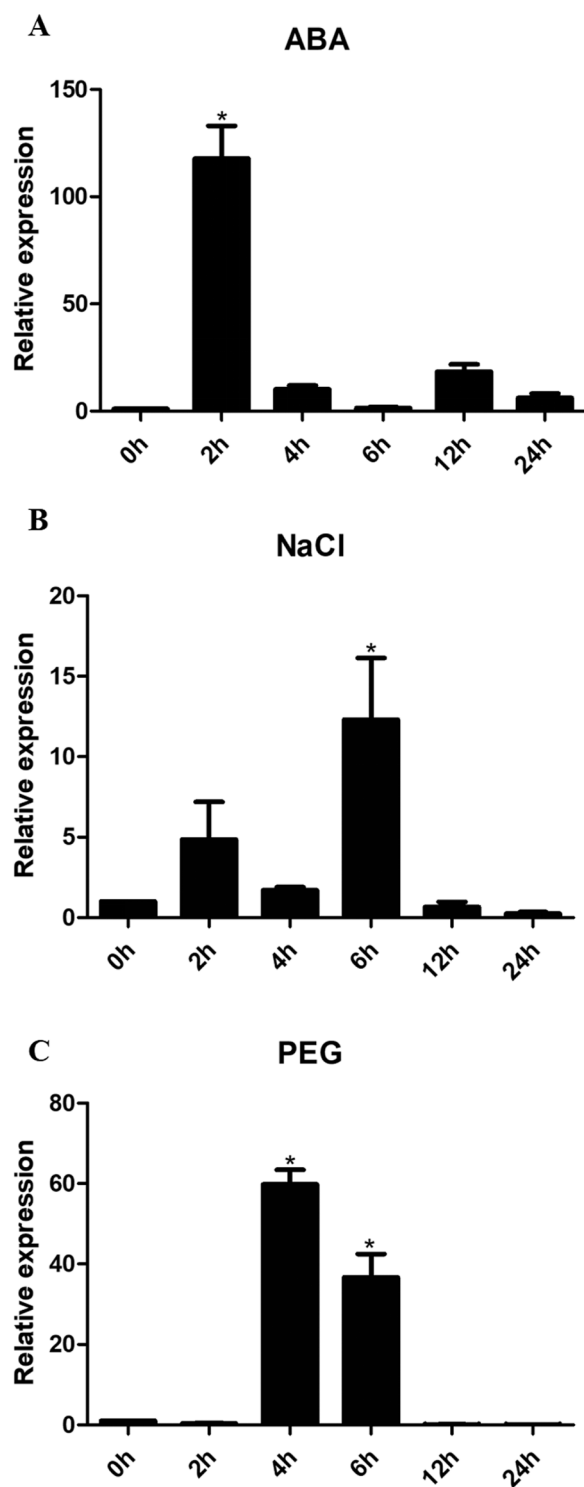 A
ABA
Relative expression
150
100
50
0
*
0h 2h 4h 6h 12h 24h
B
NaCl
Relative expression
20
15
10
5
0
*
0h 2h 4h 6h 12h 24h
C
PEG
Relative expression
80
60
40
20
0
*
*
0h 2h 4h 6h 12h 24h